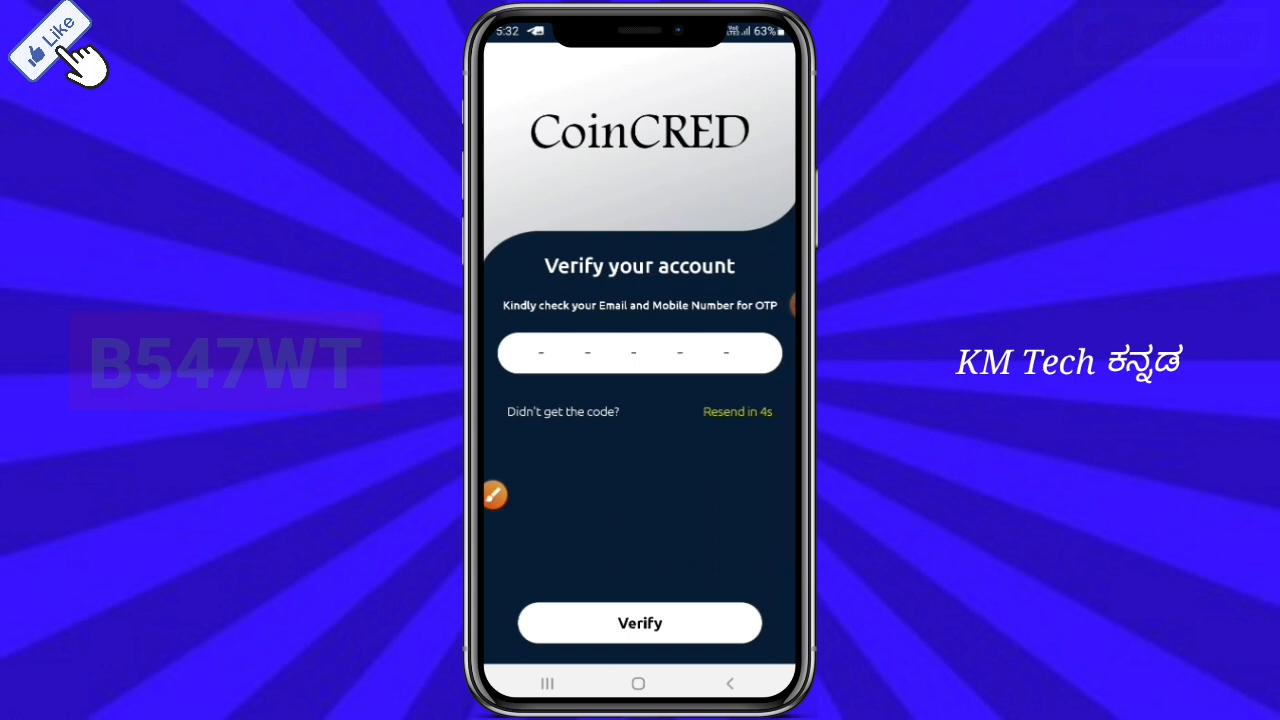 Like
5:32
63%
CoinCRED
Verify your account
Kindly check your Email and Mobile Number for OTP
- - - - -
Didn't get the code?
Resend in 4s
Verify
B547WT
KM Tech ಕನ್ನಡ